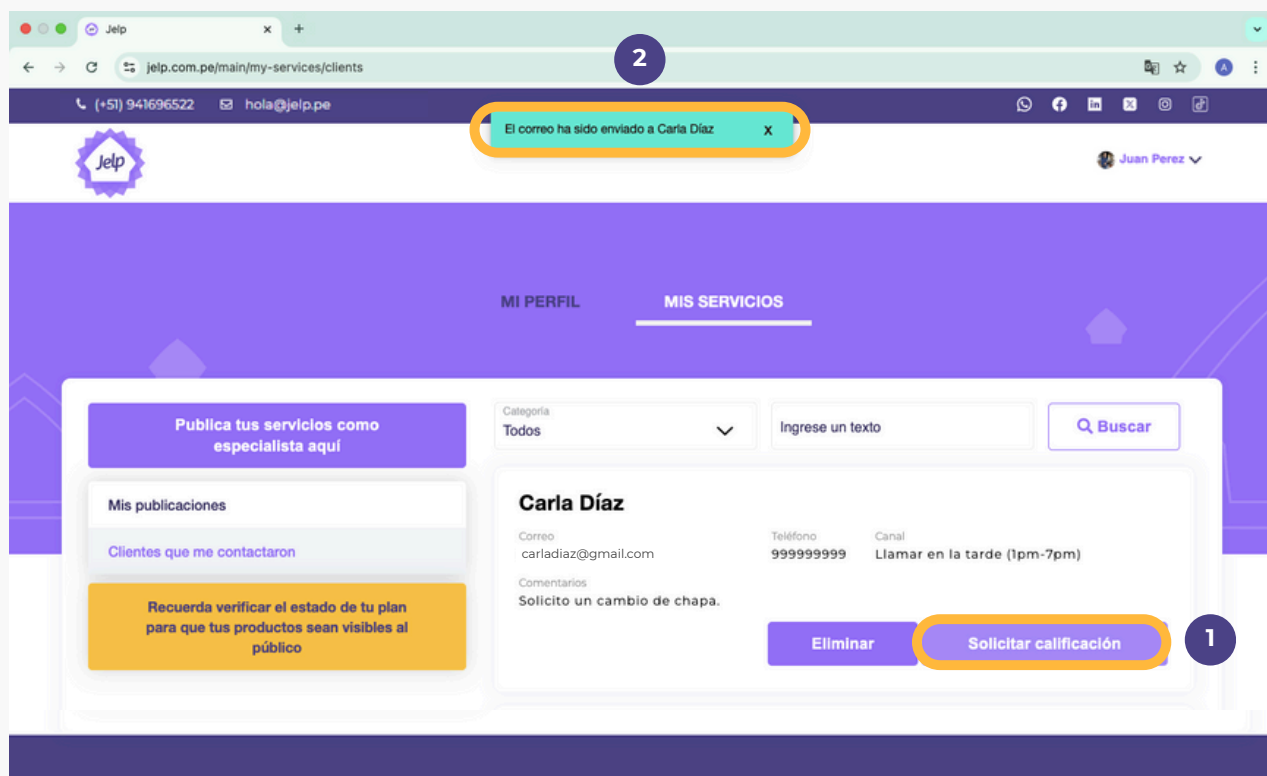 Jelp
jelp.com.pe/main/my-services/clients
A
2
(+51) 941696522 hola@jelp.pe
El correo ha sido enviado a Carla Díaz X
Jelp
Juan Perez
MI PERFIL MIS SERVICIOS
Publica tus servicios como
especialista aquí
Mis publicaciones
Clientes que me contactaron
Recuerda verificar el estado de tu plan
para que tus productos sean visibles al
público
Categoría
Todos
Ingrese un texto
Buscar
Carla Díaz
Correo
carladiaz@gmail.com
Teléfono
999999999
Canal
Llamar en la tarde (1pm-7pm)
Comentarios
Solicito un cambio de chapa.
Eliminar
Solicitar calificación
1